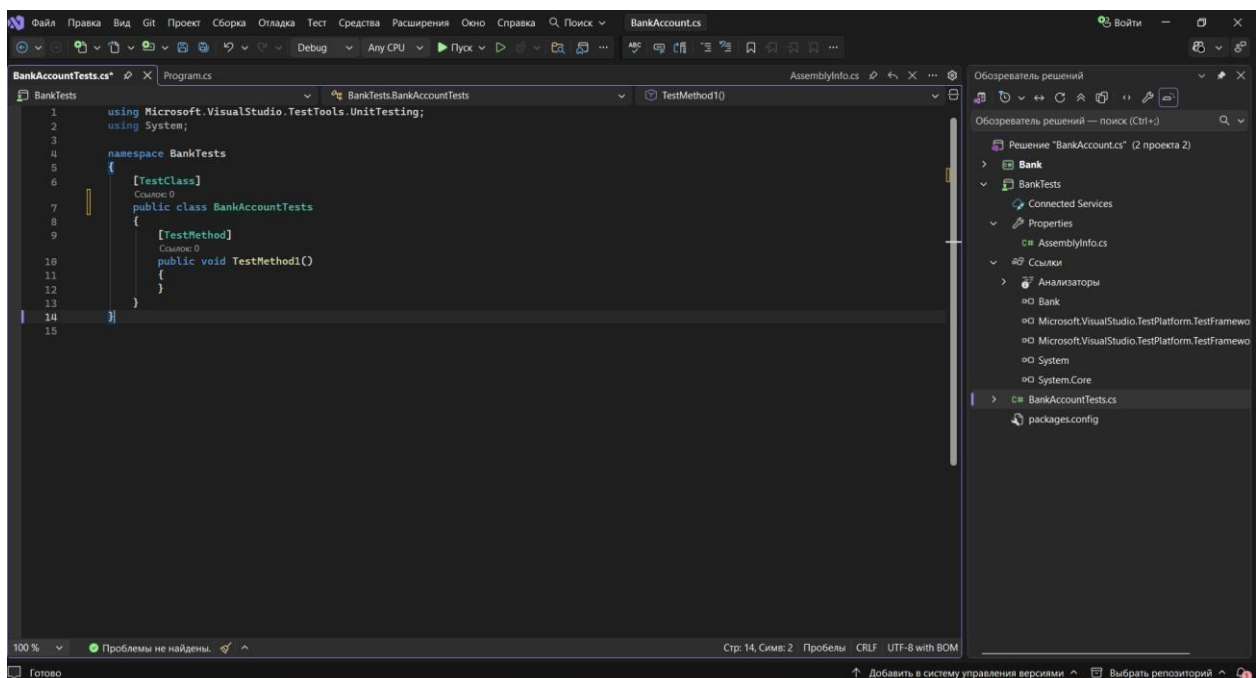 Файл Правка Вид Git Проект Сборка Отладка Тест Средства Расширения Окно Справка Поиск BankAccount.cs Войти
Debug Any CPU Пуск
BankAccountTests.cs* Program.cs AssemblyInfo.cs
BankTests BankTests.BankAccountTests TestMethod1()
1 using Microsoft.VisualStudio.TestTools.UnitTesting;
2 using System;
3
4 namespace BankTests
5 {
6 [TestClass]
Ссылок: 0
7 public class BankAccountTests
8 {
9 [TestMethod]
Ссылок: 0
10 public void TestMethod1()
11 {
12 }
13 }
14 }
15
100 % Проблемы не найдены. Стр: 14, Симв: 2 Пробелы CRLF UTF-8 with BOM
Обозреватель решений
Обозреватель решений — поиск (Ctrl+;)
Решение "BankAccount.cs" (2 проекта 2)
Bank
BankTests
Connected Services
Properties
C# AssemblyInfo.cs
Ссылки
Анализаторы
Bank
Microsoft.VisualStudio.TestPlatform.TestFramewo
Microsoft.VisualStudio.TestPlatform.TestFramewo
System
System.Core
C# BankAccountTests.cs
packages.config
Готово Добавить в систему управления версиями Выбрать репозиторий